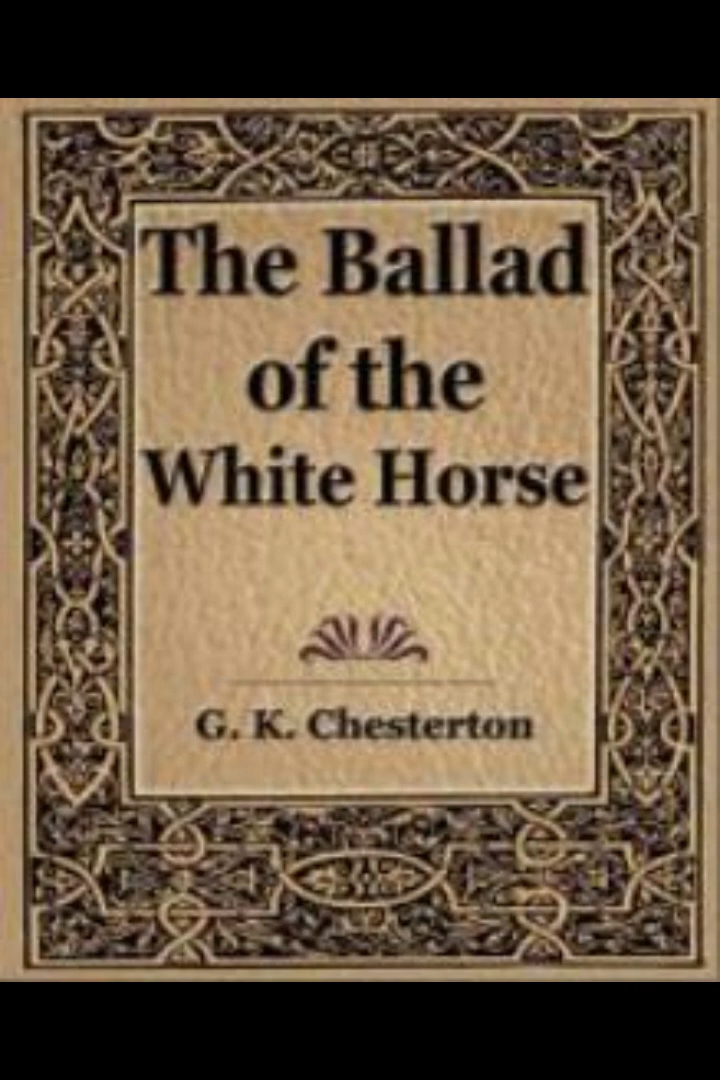 The Ballad
of the
White Horse
G. K. Chesterton